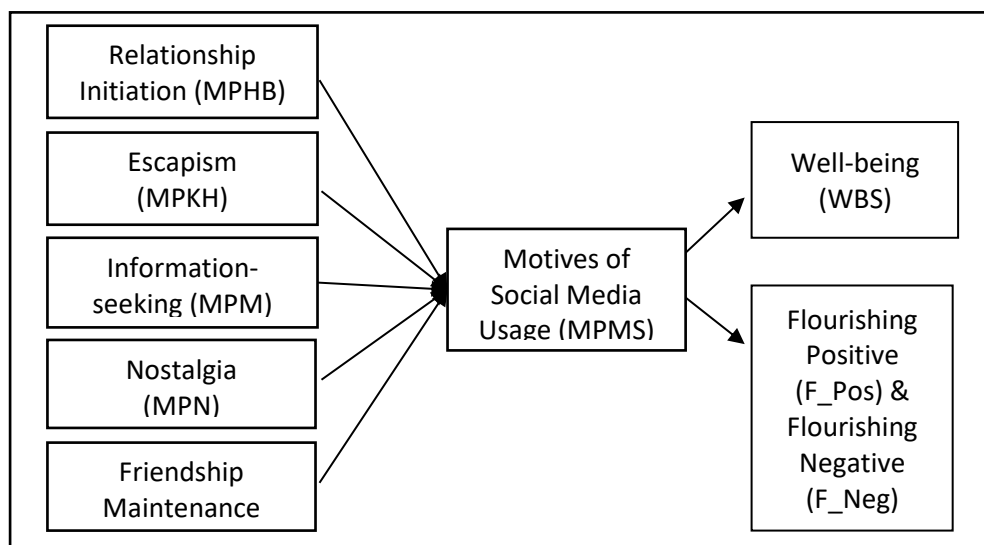 Relationship
Initiation (MPHB)
Escapism
(MPKH)
Information-
seeking (MPM)
Nostalgia
(MPN)
Friendship
Maintenance
Motives of
Social Media
Usage (MPMS)
Well-being
(WBS)
Flourishing
Positive
(F_Pos) &
Flourishing
Negative
(F_Neg)